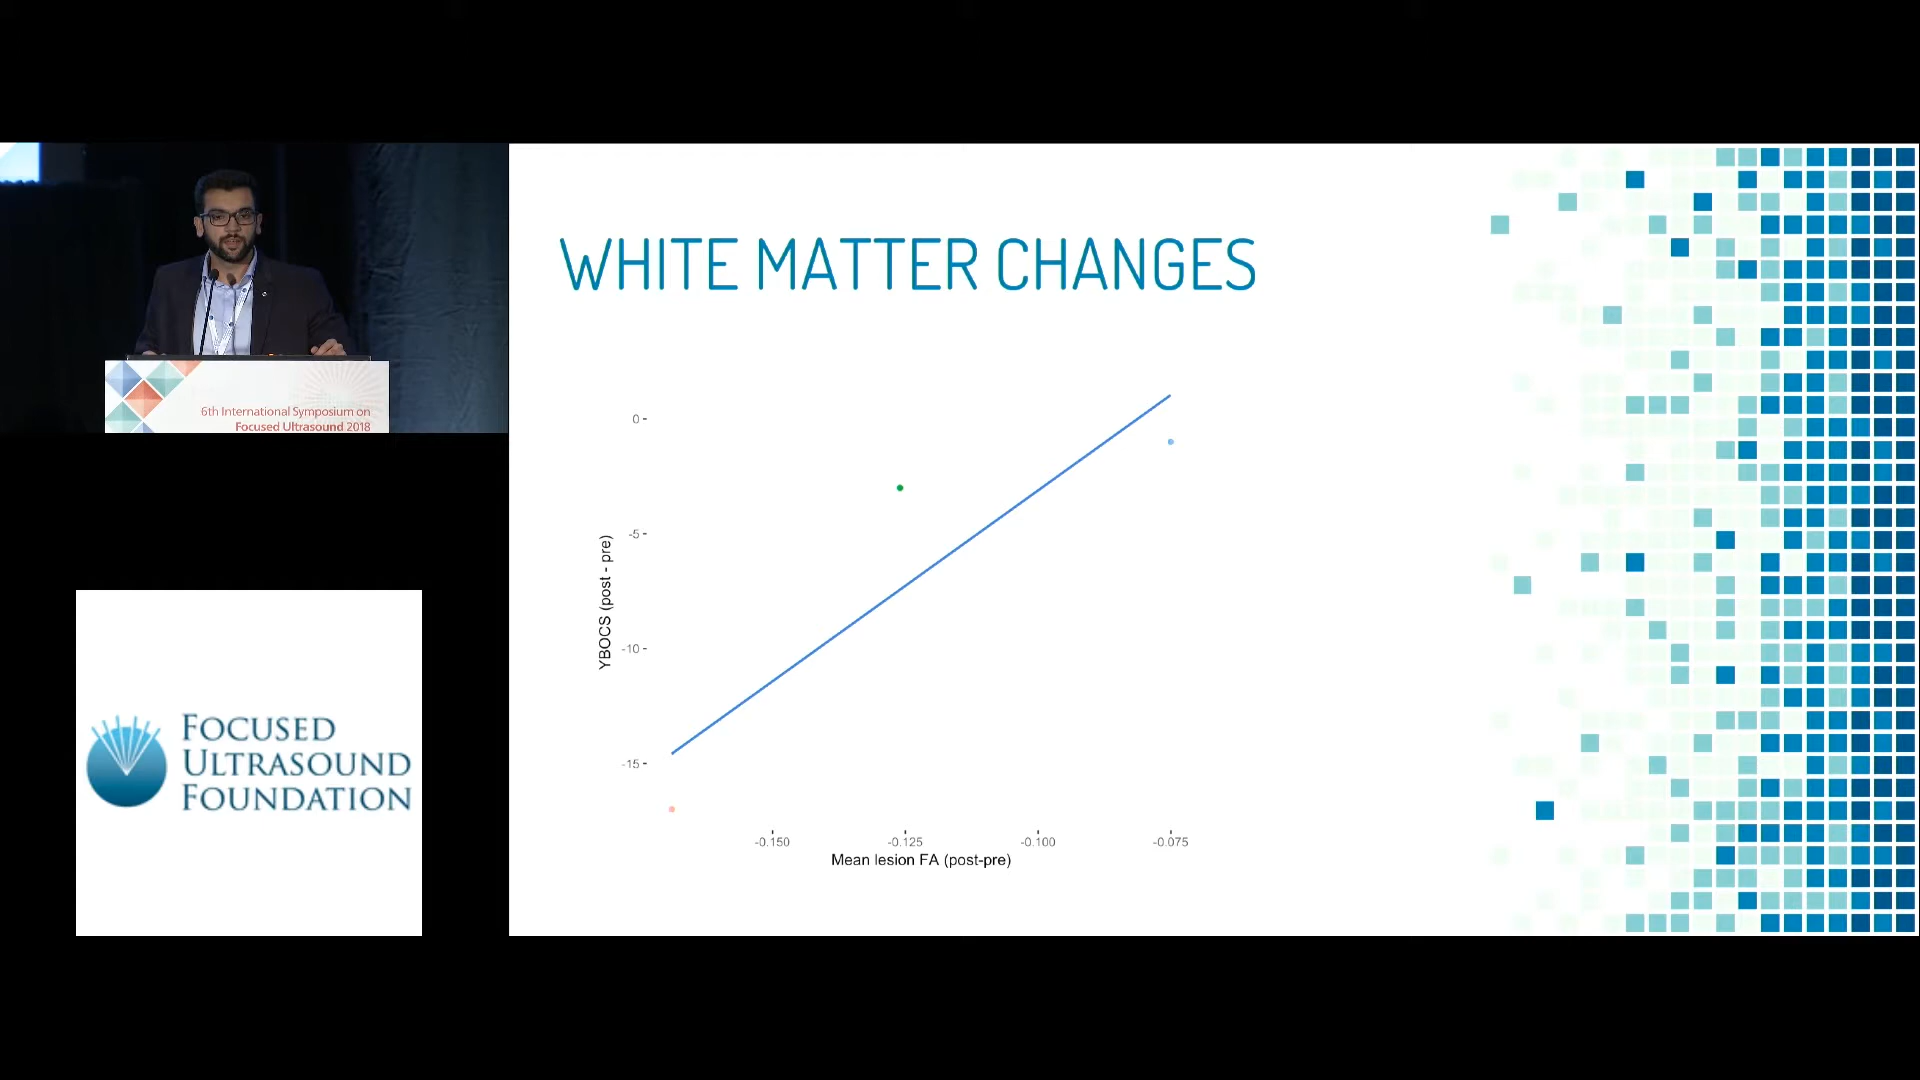 WHITE MATTER CHANGES
6th International Symposium on
Focused Ultrasound 2018
FOCUSED
ULTRASOUND
FOUNDATION
YBOCS (post - pre)
0
-5
-10
-15
-0.150
-0.125
-0.100
-0.075
Mean lesion FA (post-pre)